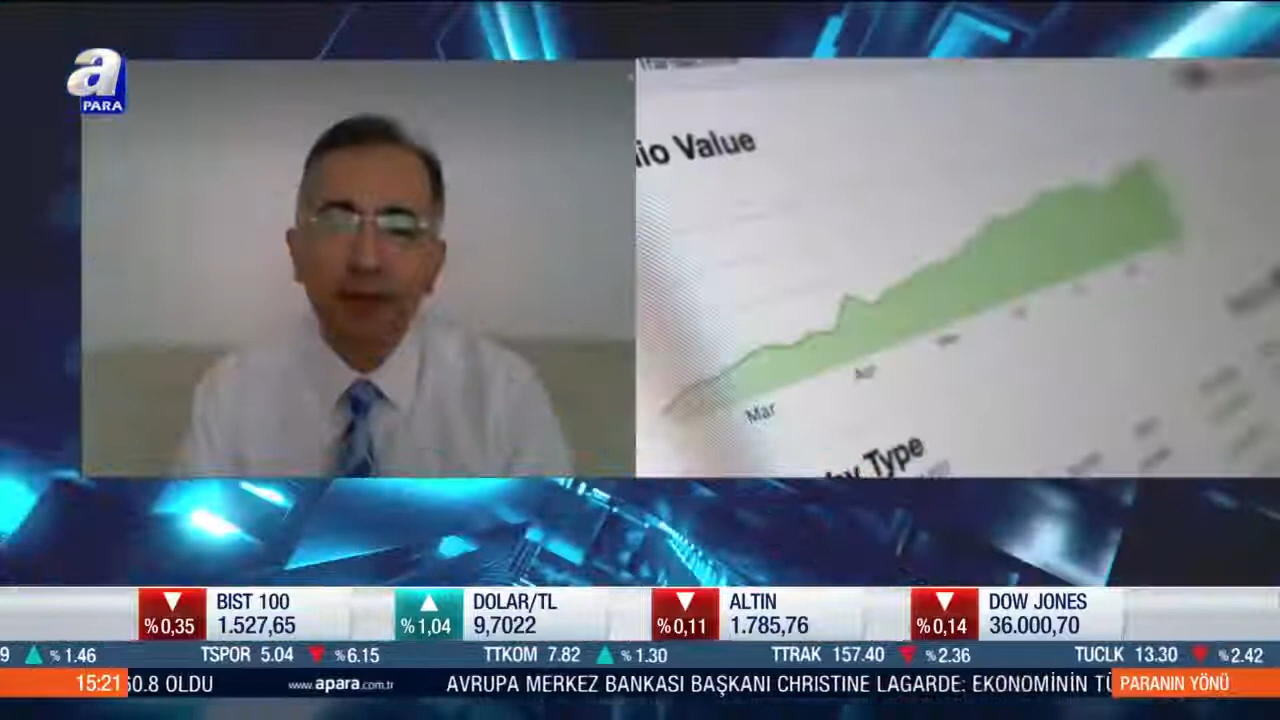 a
PARA
io Value
Mar
Apr
by Type
%0,35
BIST 100
1.527,65
%1,04
DOLAR/TL
9,7022
%0,11
ALTIN
1.785,76
%0,14
DOW JONES
36.000,70
9 %1.46 TSPOR 5.04 %6.15 TTKOM 7.82 %1.30 TTRAK 157.40 %2.36 TUCLK 13.30 %2.42
15:21 60.8 OLDU www.apara.com.tr AVRUPA MERKEZ BANKASI BAŞKANI CHRISTINE LAGARDE: EKONOMİNİN TÜ PARANIN YÖNÜ